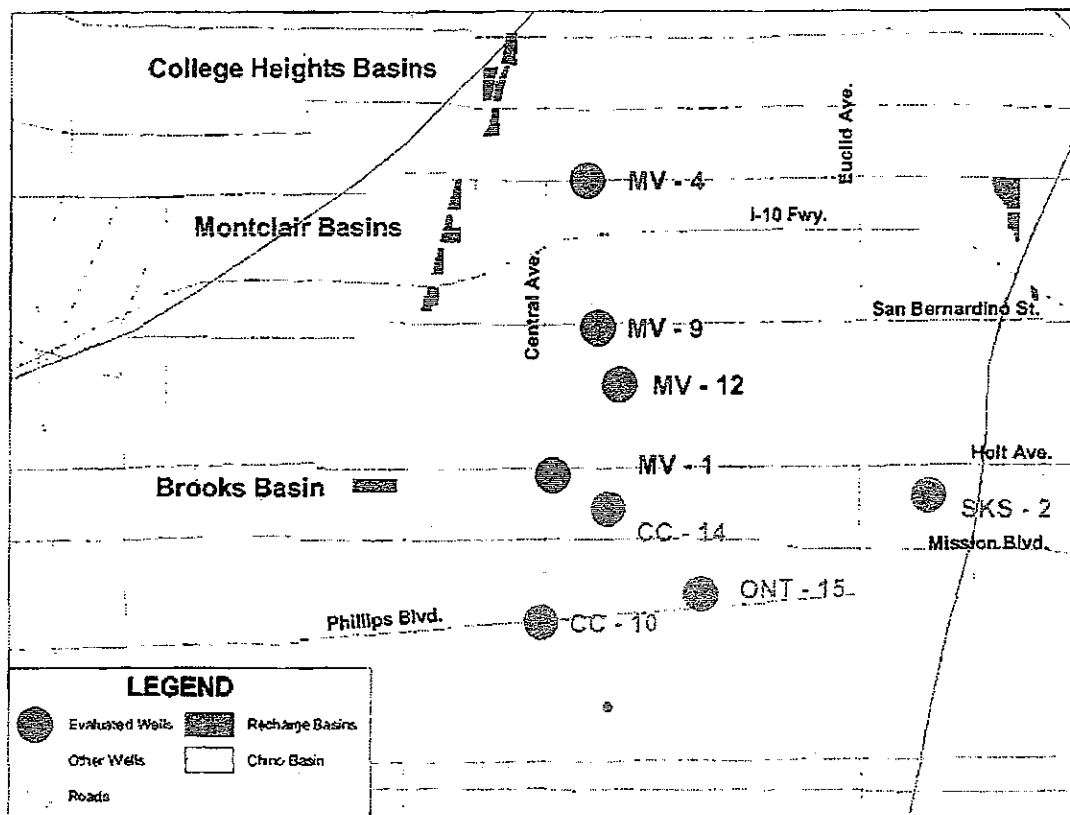 College Heights Basins
Euclid Ave.
MV - 4
I-10 Fwy.
Montclair Basins
Central Ave.
San Bernardino St.
MV - 9
MV - 12
Holt Ave.
MV - 1
Brooks Basin
SKS - 2
CC - 14
Mission Blvd.
ONT - 15
Phillips Blvd.
CC - 10
LEGEND
Evaluated Wells
Recharge Basins
Other Wells
Chino Basin
Roads